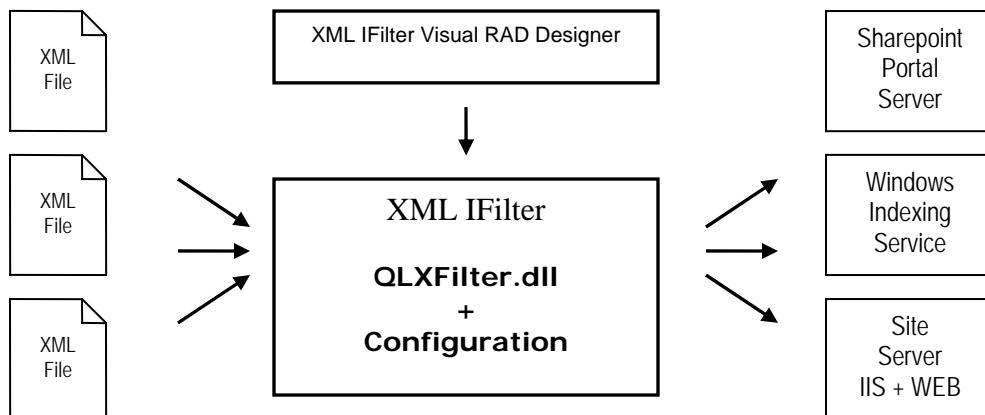 XML
File
XML IFilter Visual RAD Designer
Sharepoint
Portal
Server
XML
File
XML IFilter
QLXFilter.dll
+
Configuration
Windows
Indexing
Service
XML
File
Site
Server
IIS + WEB